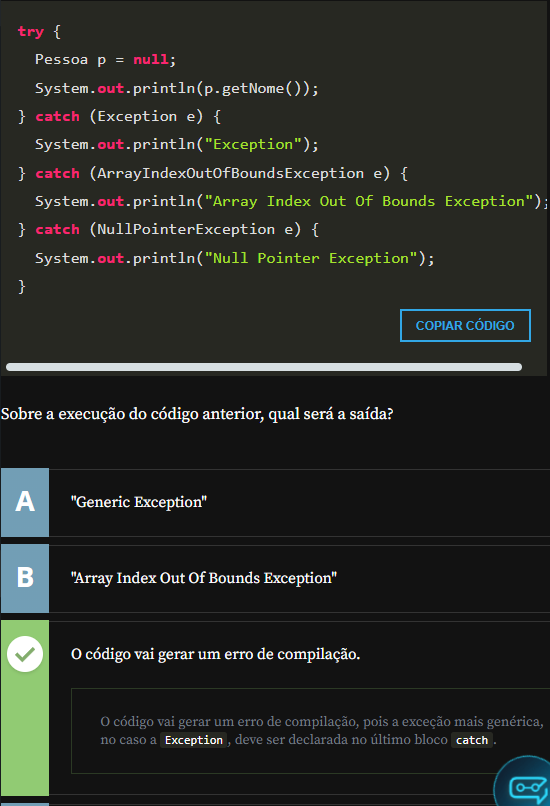 try {
  Pessoa p = null;
  System.out.println(p.getNome());
} catch (Exception e) {
  System.out.println("Exception");
} catch (ArrayIndexOutOfBoundsException e) {
  System.out.println("Array Index Out Of Bounds Exception");
} catch (NullPointerException e) {
  System.out.println("Null Pointer Exception");
}
COPIAR CÓDIGO
Sobre a execução do código anterior, qual será a saída?
A "Generic Exception"
B "Array Index Out Of Bounds Exception"
O código vai gerar um erro de compilação.
O código vai gerar um erro de compilação, pois a exceção mais genérica,
no caso a Exception, deve ser declarada no último bloco catch.